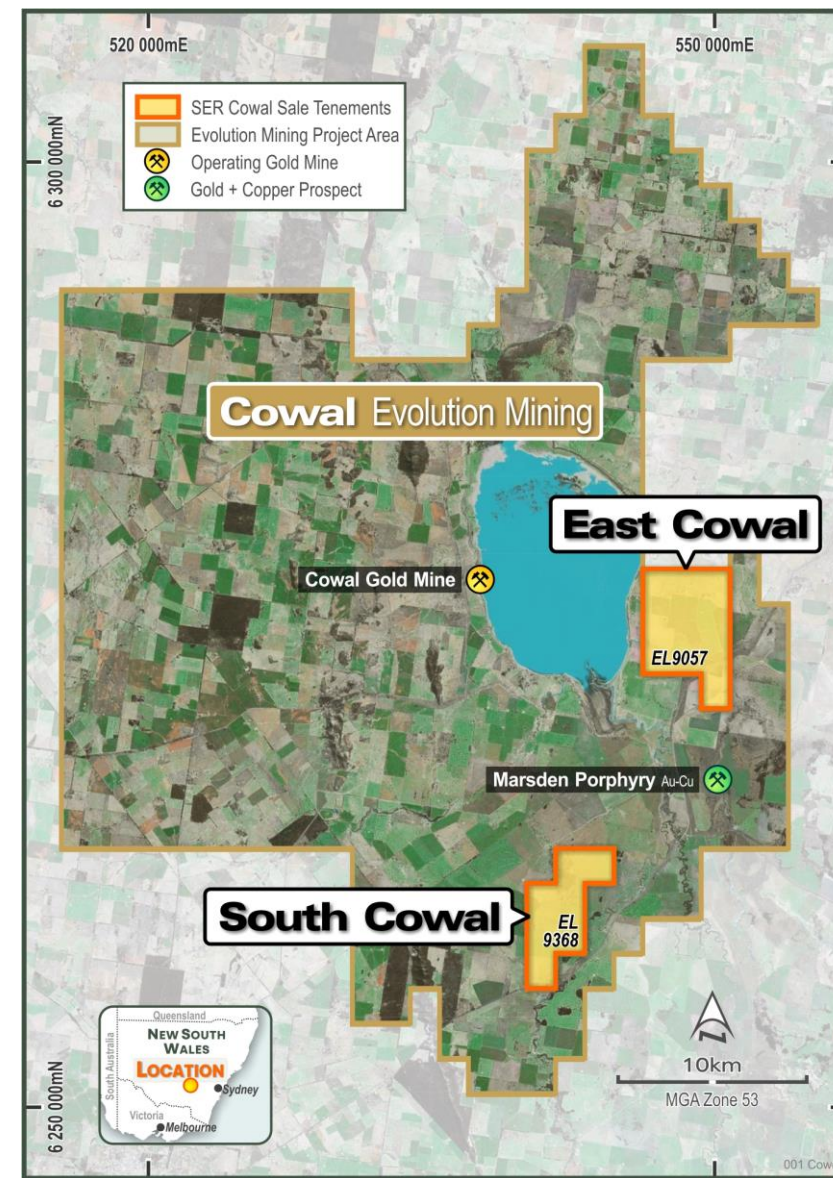 520 000mE
550 000mE
6 300 000mN
SER Cowal Sale Tenements
Evolution Mining Project Area
Operating Gold Mine
Gold + Copper Prospect
Cowal Evolution Mining
East Cowal
Cowal Gold Mine
EL9057
Marsden Porphyry Au-Cu
South Cowal
EL
9368
Queensland
NEW SOUTH
WALES
LOCATION
South Australia
Sydney
Victoria
Melbourne
N
10km
MGA Zone 53
6 250 000mN
001 Cow